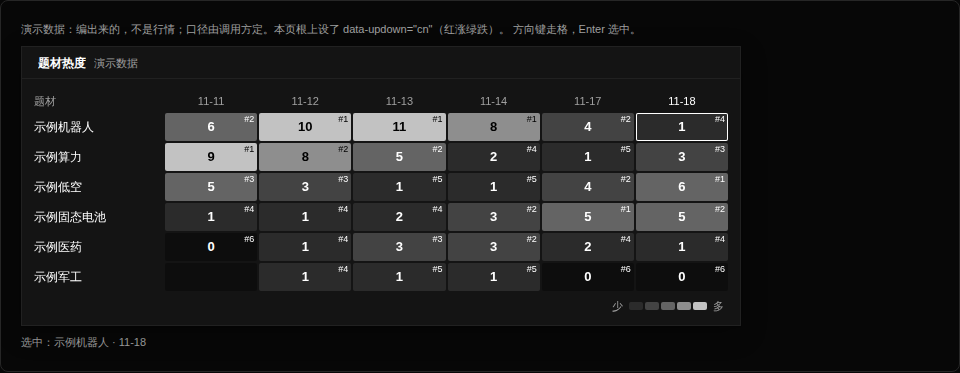 演示数据：编出来的，不是行情；口径由调用方定。本页根上设了 data-updown="cn"（红涨绿跌）。 方向键走格，Enter 选中。
题材热度 演示数据
题材 11-11 11-12 11-13 11-14 11-17 11-18
示例机器人 6 #2 10 #1 11 #1 8 #1 4 #2 1 #4
示例算力 9 #1 8 #2 5 #2 2 #4 1 #5 3 #3
示例低空 5 #3 3 #3 1 #5 1 #5 4 #2 6 #1
示例固态电池 1 #4 1 #4 2 #4 3 #2 5 #1 5 #2
示例医药 0 #6 1 #4 3 #3 3 #2 2 #4 1 #4
示例军工 1 #4 1 #5 1 #5 0 #6 0 #6
少 多
选中：示例机器人 · 11-18